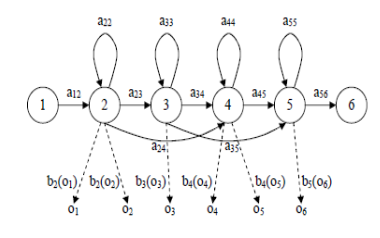 a22 a33 a44 a55
1 a12 2 a23 3 a34 4 a45 5 a56 6
a24 a35
b2(o1) b2(o2) b3(o3) b4(o4) b4(o5) b5(o6)
o1 o2 o3 o4 o5 o6